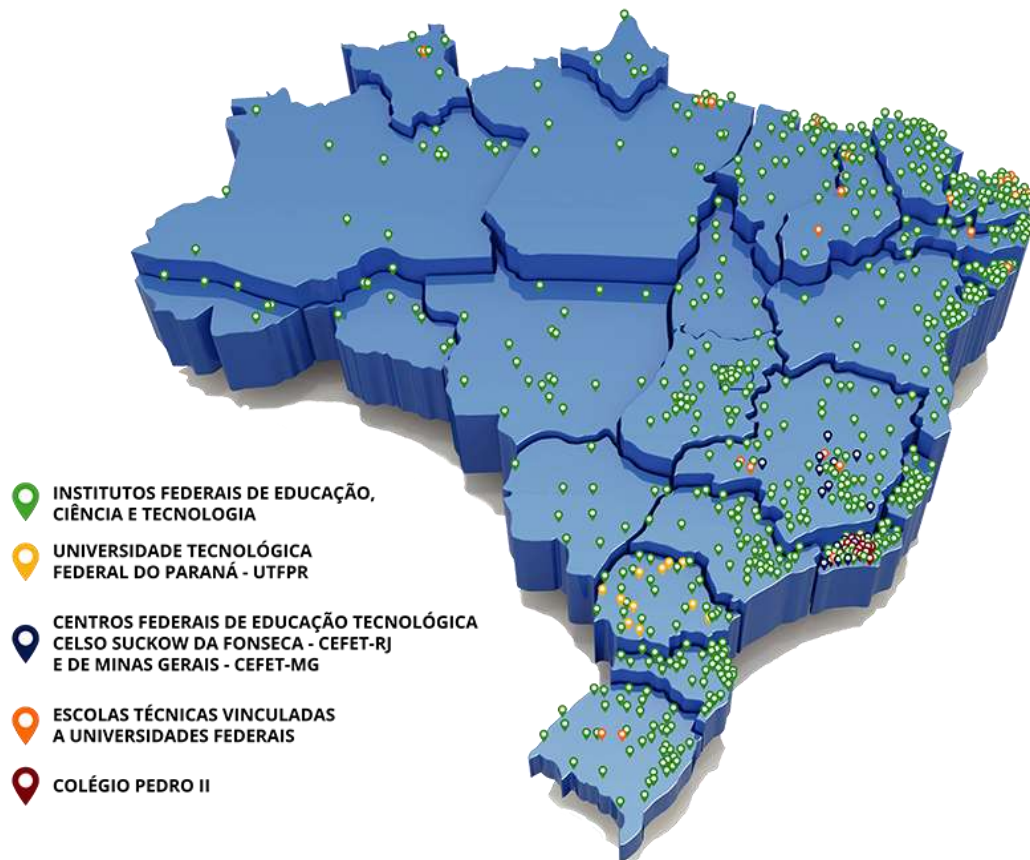 INSTITUTOS FEDERAIS DE EDUCAÇÃO,
CIÊNCIA E TECNOLOGIA
UNIVERSIDADE TECNOLÓGICA
FEDERAL DO PARANÁ - UTFPR
CENTROS FEDERAIS DE EDUCAÇÃO TECNOLÓGICA
CELSO SUCKOW DA FONSECA - CEFET-RJ
E DE MINAS GERAIS - CEFET-MG
ESCOLAS TÉCNICAS VINCULADAS
A UNIVERSIDADES FEDERAIS
COLÉGIO PEDRO II